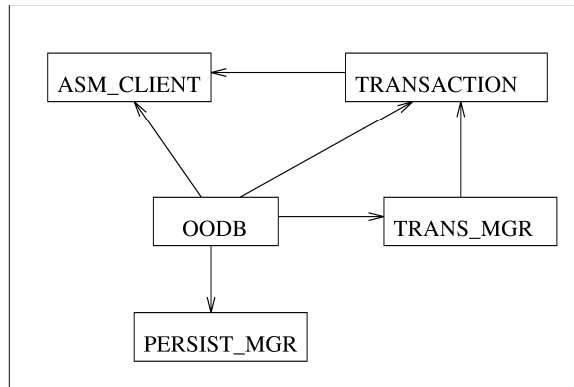 ASM_CLIENT
TRANSACTION
OODB
TRANS_MGR
PERSIST_MGR